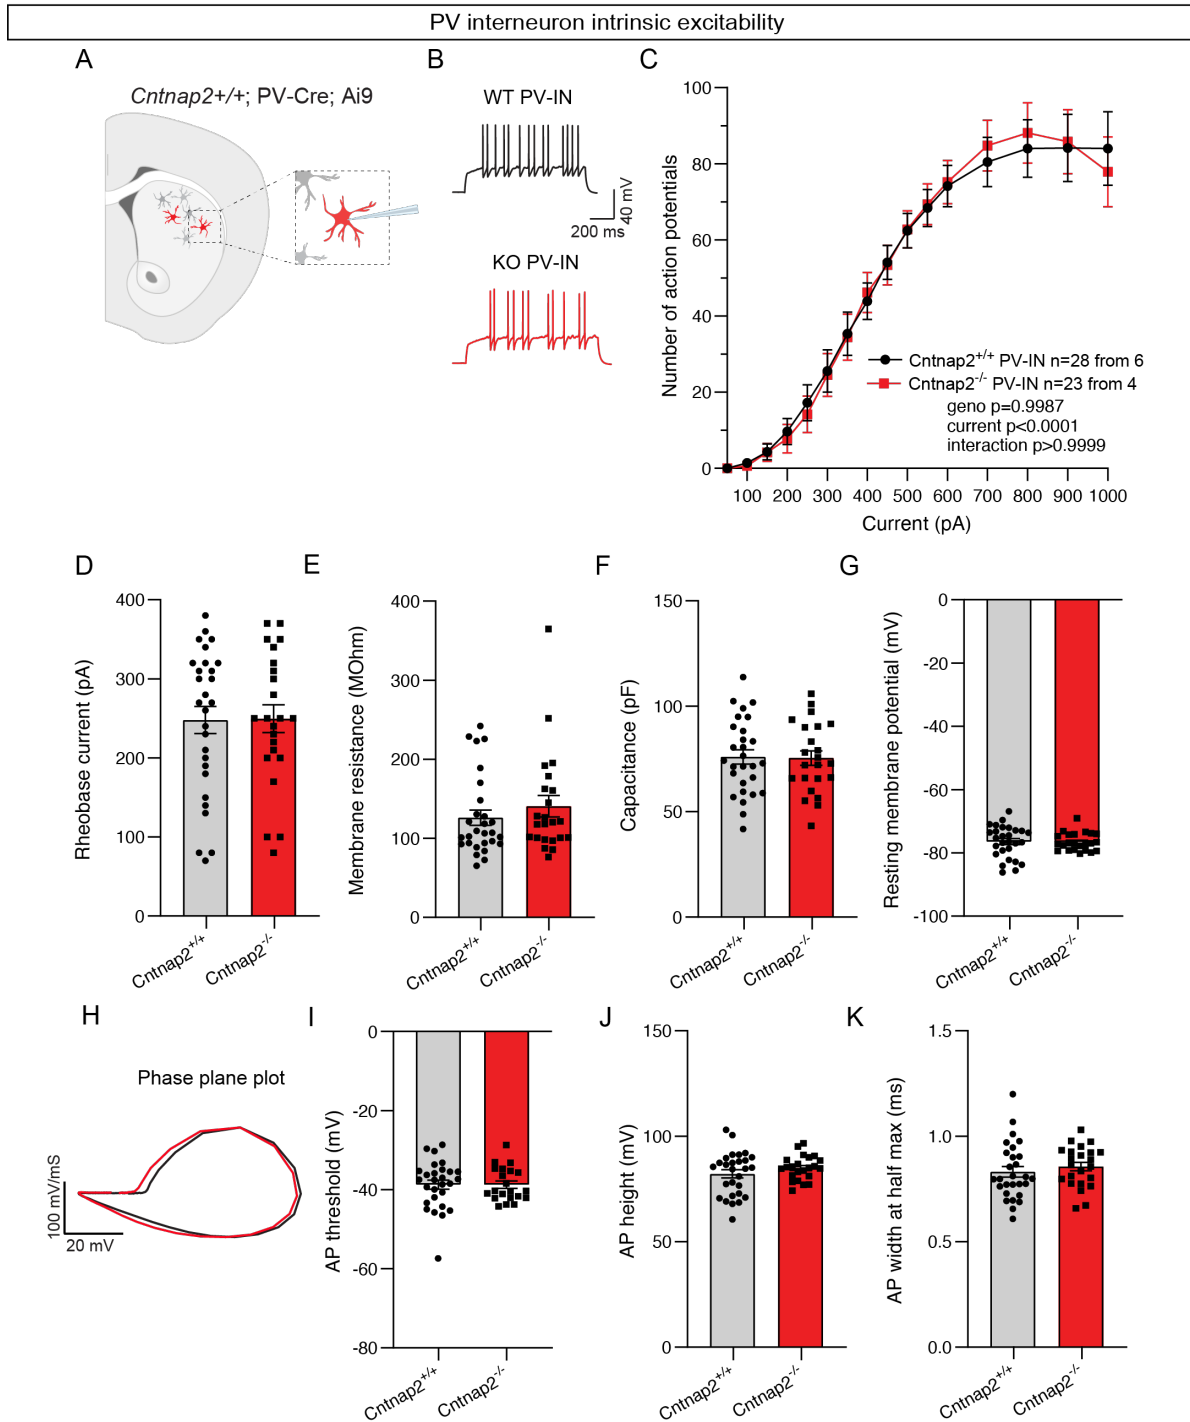 PV interneuron intrinsic excitability
A
Cntnap2+/+; PV-Cre; Ai9
B
WT PV-IN
40 mV
200 ms
KO PV-IN
C
Number of action potentials
100
80
60
40
20
0
Cntnap2+/+ PV-IN n=28 from 6
Cntnap2-/- PV-IN n=23 from 4
geno p=0.9987
current p<0.0001
interaction p>0.9999
100 200 300 400 500 600 700 800 900 1000
Current (pA)
D
Rheobase current (pA)
400
300
200
100
0
Cntnap2+/+
Cntnap2-/-
E
Membrane resistance (MOhm)
400
300
200
100
0
Cntnap2+/+
Cntnap2-/-
F
Capacitance (pF)
150
100
50
0
Cntnap2+/+
Cntnap2-/-
G
Resting membrane potential (mV)
0
-20
-40
-60
-80
-100
Cntnap2+/+
Cntnap2-/-
H
Phase plane plot
100 mV/mS
20 mV
I
AP threshold (mV)
0
-20
-40
-60
-80
Cntnap2+/+
Cntnap2-/-
J
AP height (mV)
150
100
50
0
Cntnap2+/+
Cntnap2-/-
K
AP width at half max (ms)
1.5
1.0
0.5
0.0
Cntnap2+/+
Cntnap2-/-